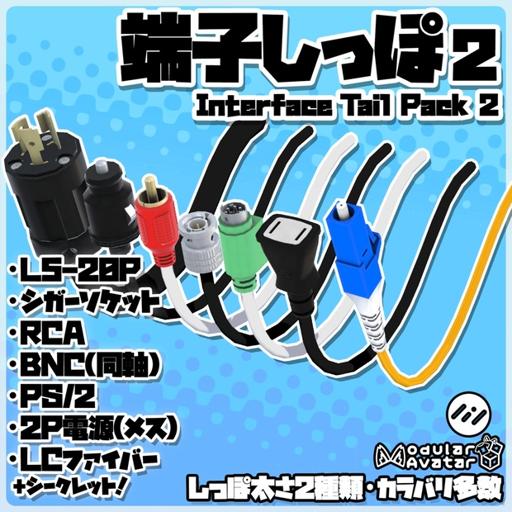 端子しっぽ2
Interface Tail Pack 2
・L5-20P
・シガーソケット
・RCA
・BNC(同軸)
・PS/2
・2P電源(メス)
・LCファイバー
+シークレット!
lil
Modular Avatar
しっぽ太さ2種類・カラバリ多数